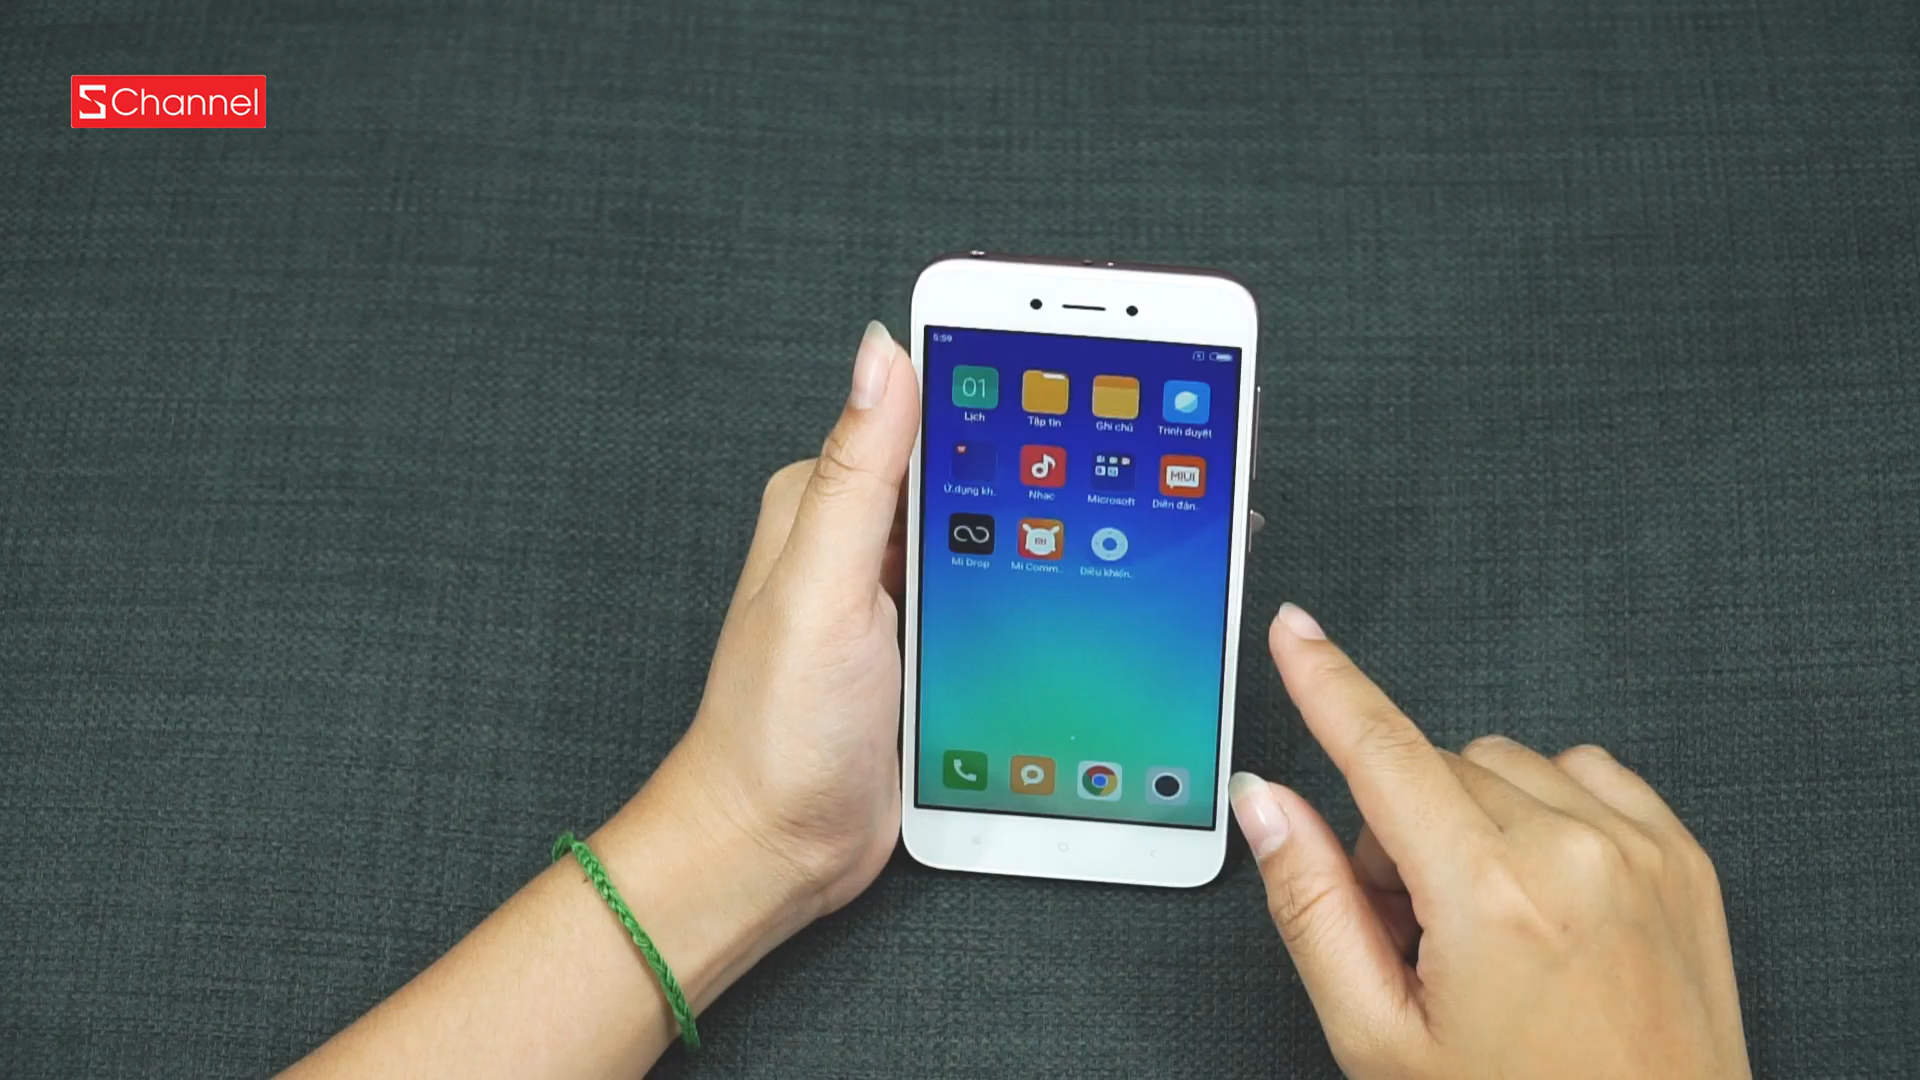 S Channel
5:59
01
Lịch
Tập tin
Ghi chú
Trình duyệt
Ứ.dụng kh..
Nhạc
Microsoft
MIUI
Diễn đàn..
Mi Drop
MI
Mi Comm..
Điều khiển..